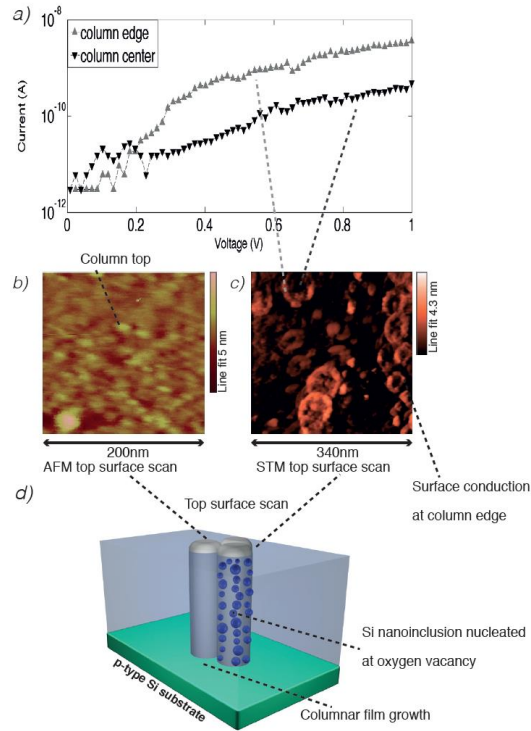 a)
column edge
column center
10^-8
10^-10
10^-12
Current (A)
0 0.2 0.4 0.6 0.8 1
Voltage (V)
Column top
b)
Line fit 5 nm
c)
Line fit 4.3 nm
200nm
AFM top surface scan
340nm
STM top surface scan
Surface conduction
at column edge
d)
Top surface scan
Si nanoinclusion nucleated
at oxygen vacancy
p-type Si substrate
Columnar film growth